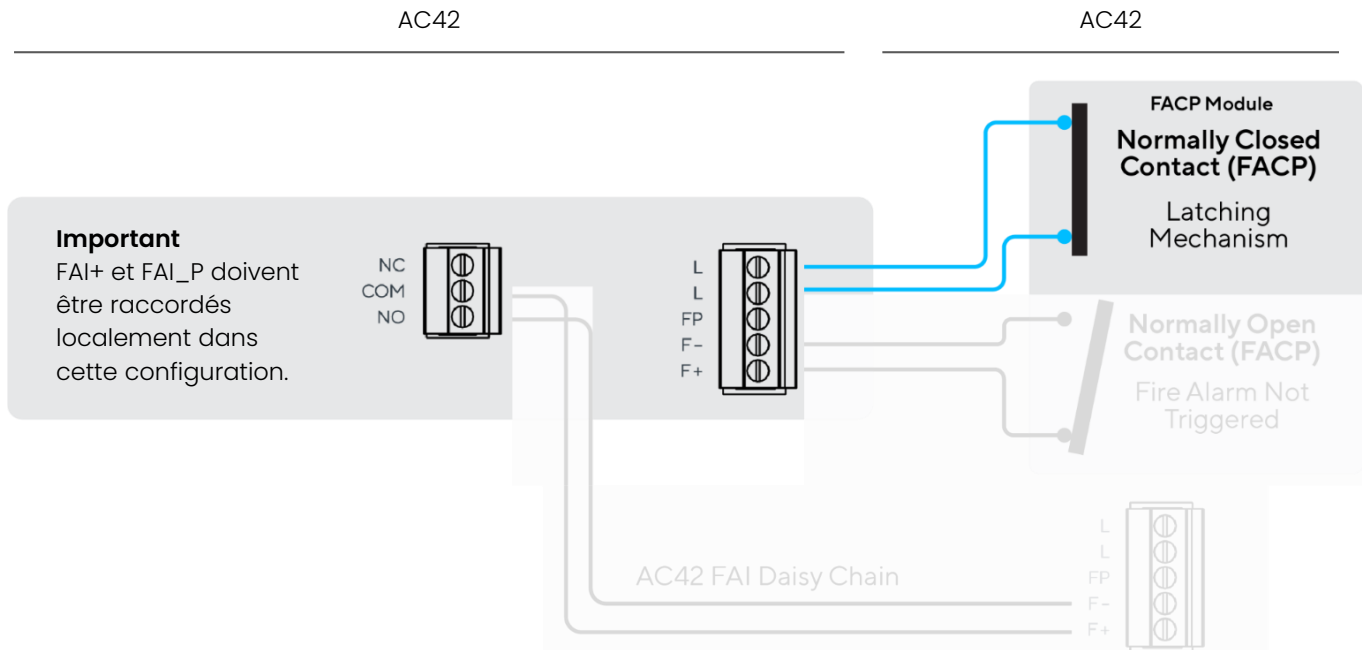 AC42
AC42
FACP Module
Normally Closed
Contact (FACP)
Latching
Mechanism
Important
FAI+ et FAI_P doivent
être raccordés
localement dans
cette configuration.
NC
COM
NO
L
L
FP
F-
F+
Normally Open
Contact (FACP)
Fire Alarm Not
Triggered
AC42 FAI Daisy Chain
L
L
FP
F-
F+